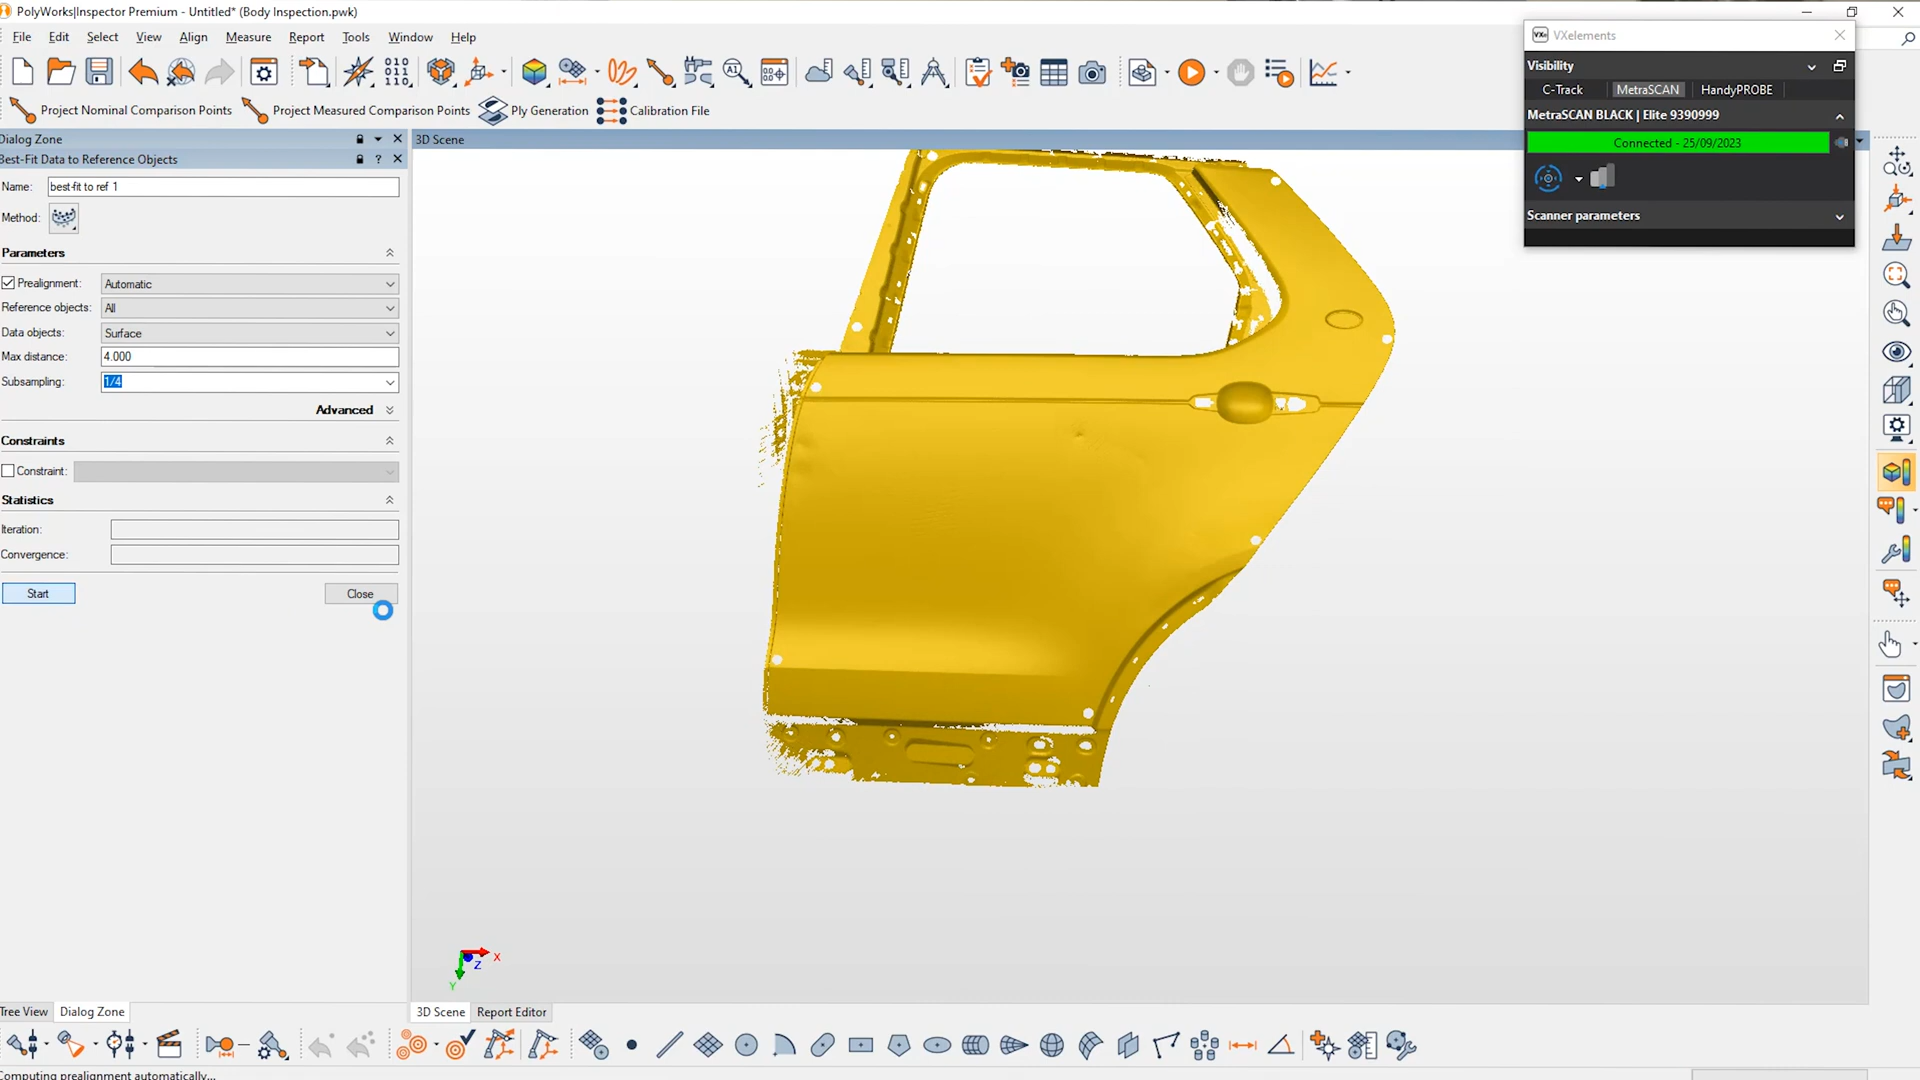 PolyWorks|Inspector Premium - Untitled* (Body Inspection.pwk)
File Edit Select View Align Measure Report Tools Window Help
Project Nominal Comparison Points Project Measured Comparison Points Ply Generation Calibration File
Dialog Zone
Best-Fit Data to Reference Objects
Name: best-fit to ref 1
Method:
Parameters
Prealignment: Automatic
Reference objects: All
Data objects: Surface
Max distance: 4.000
Subsampling: 1/4
Advanced
Constraints
Constraint:
Statistics
Iteration:
Convergence:
Start Close
Tree View Dialog Zone
3D Scene
X
Z
Y
3D Scene Report Editor
VXelements
Visibility
C-Track MetraSCAN HandyPROBE
MetraSCAN BLACK | Elite 9390999
Connected - 25/09/2023
Scanner parameters
Computing prealignment automatically...